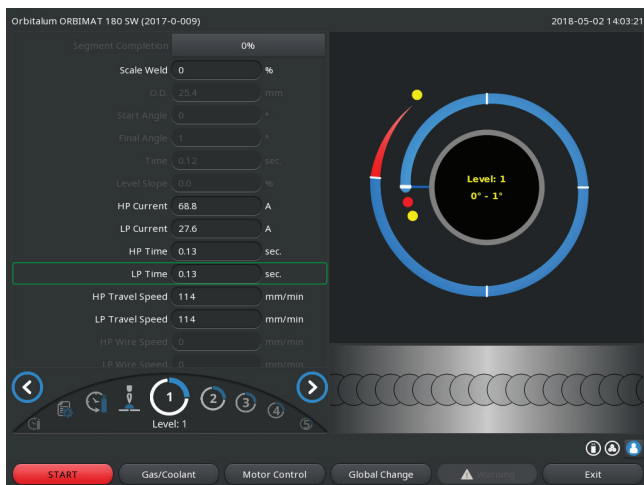 Orbitalum ORBIMAT 180 SW (2017-0-009) 2018-05-02 14:03:21
Segment Completion 0%
Scale Weld 0 %
O.D. 25.4 mm
Start Angle 0 °
Final Angle 1 °
Time 0.12 sec.
Level Slope 0.0 %
HP Current 68.8 A
LP Current 27.6 A
HP Time 0.13 sec.
LP Time 0.13 sec.
HP Travel Speed 114 mm/min
LP Travel Speed 114 mm/min
HP Wire Speed 0 mm/min
LP Wire Speed 0 mm/min
Level: 1
0° - 1°
1 2 3 4 5
Level: 1
START Gas/Coolant Motor Control Global Change Warning Exit